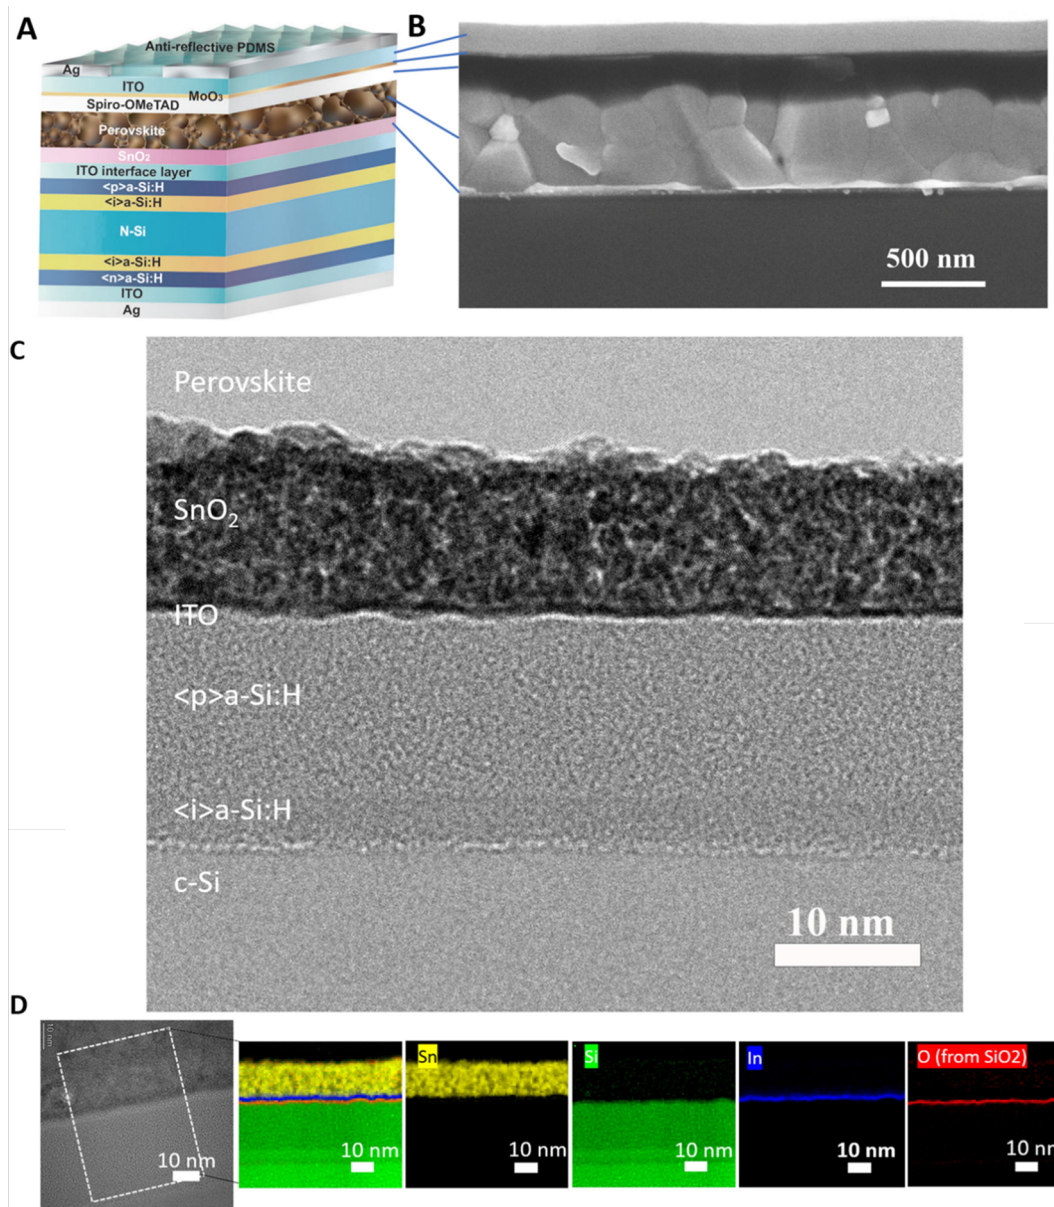 A
Anti-reflective PDMS
Ag
ITO
MoO3
Spiro-OMeTAD
Perovskite
SnO2
ITO interface layer
<p>a-Si:H
<i>a-Si:H
N-Si
<i>a-Si:H
<n>a-Si:H
ITO
Ag
B
500 nm
C
Perovskite
SnO2
ITO
<p>a-Si:H
<i>a-Si:H
c-Si
10 nm
D
10 nm
10 nm
10 nm
Sn
10 nm
Si
10 nm
In
10 nm
O (from SiO2)
10 nm